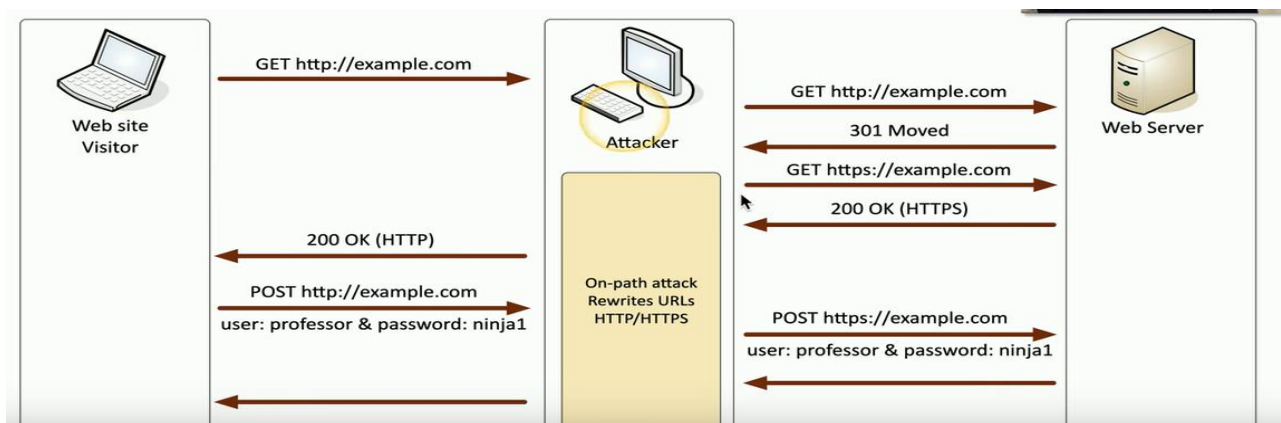 GET http://example.com
Web site
Visitor
Attacker
GET http://example.com
Web Server
301 Moved
GET https://example.com
200 OK (HTTPS)
200 OK (HTTP)
On-path attack
Rewrites URLs
HTTP/HTTPS
POST http://example.com
user: professor & password: ninja1
POST https://example.com
user: professor & password: ninja1